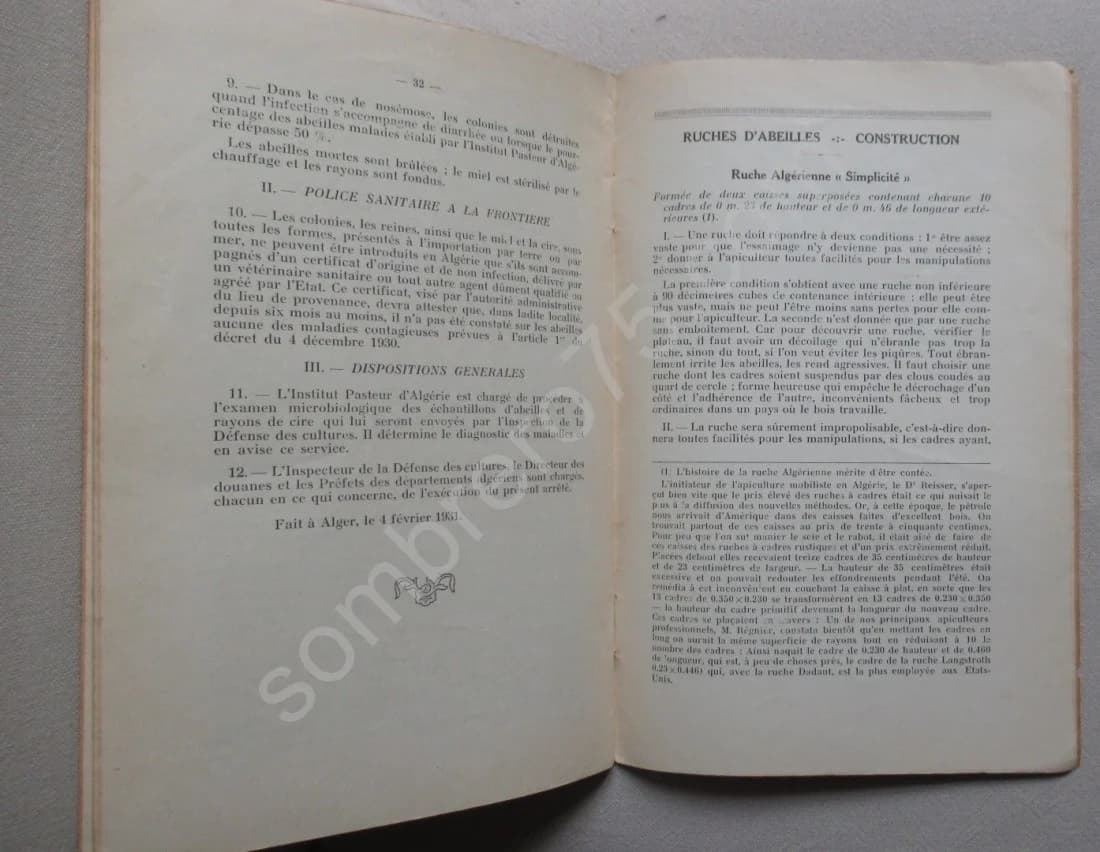 — 32 —
9. — Dans le cas de nosémose, les colonies sont détruites
quand l'infection s'accompagne de diarrhée ou lorsque le pour-
centage des abeilles malades établi par l'Institut Pasteur d'Algé-
rie dépasse 50 %.
Les abeilles mortes sont brûlées ; le miel est stérilisé par le
chauffage et les rayons sont fondus.
II. — POLICE SANITAIRE A LA FRONTIERE
10. — Les colonies, les reines, ainsi que le mi l et la cire, sous
toutes les formes, présentés à l'importation par terre ou par
mer, ne peuvent être introduits en Algérie que s'ils sont accom-
pagnés d'un certificat d'origine et de non infection, délivré par
un vétérinaire sanitaire ou tout autre agent dûment qualifié ou
agréé par l'Etat. Ce certificat, visé par l'autorité administrative
du lieu de provenance, devra attester que, dans ladite localité,
depuis six mois au moins, il n'a pas été constaté sur les abeilles
aucune des maladies contagieuses prévues à l'article 1er du
décret du 4 décembre 1930.
III. — DISPOSITIONS GENERALES
11. — L'Institut Pasteur d'Algérie est chargé de procéder à
l'examen microbiologique des échantillons d'abeilles et de
rayons de cire qui lui seront envoyés par l'Inspection de la
Défense des cultures. Il détermine le diagnostic des maladies et
en avise ce service.
12. — L'Inspecteur de la Défense des cultures, le Directeur des
douanes et les Préfets des départements algériens sont chargés,
chacun en ce qui concerne, de l'exécution du présent arrêté.
Fait à Alger, le 4 février 1931.
RUCHES D'ABEILLES -:- CONSTRUCTION
Ruche Algérienne « Simplicité »
Formée de deux caisses superposées contenant chacune 10
cadres de 0 m. 23 de hauteur et de 0 m. 46 de longueur exté-
rieures (1).
I. — Une ruche doit répondre à deux conditions : 1° être assez
vaste pour que l'essaimage n'y devienne pas une nécessité ;
2° donner à l'apiculteur toutes facilités pour les manipulations
nécessaires.
La première condition s'obtient avec une ruche non inférieure
à 90 décimètres cubes de contenance intérieure : elle peut être
plus vaste, mais ne peut l'être moins sans pertes pour elle com-
me pour l'apiculteur. La seconde n'est donnée que par une ruche
sans emboîtement. Car pour découvrir une ruche, vérifier le
plateau, il faut avoir un décollage qui n'ébranle pas trop la
ruche, sinon du tout, si l'on veut éviter les piqûres. Tout ébran-
lement irrite les abeilles, les rend agressives. Il faut choisir une
ruche dont les cadres soient suspendus par des clous coudés au
quart de cercle ; forme heureuse qui empêche le décrochage d'un
côté et l'adhérence de l'autre, inconvénients fâcheux et trop
ordinaires dans un pays où le bois travaille.
II. — La ruche sera sûrement impropolisable, c'est-à-dire don-
nera toutes facilités pour les manipulations, si les cadres ayant,
(1. L'histoire de la ruche Algérienne mérite d'être contée.
L'initiateur de l'apiculture mobiliste en Algérie, le Dr Reisser, s'aper-
çut bien vite que le prix élevé des ruches à cadres était ce qui nuisait le
plus à la diffusion des nouvelles méthodes. Or, à cette époque, le pétrole
nous arrivait d'Amérique dans des caisses faites d'excellent bois. On
trouvait partout de ces caisses au prix de trente à cinquante centimes.
Pour peu que l'on sut manier le scie et le rabot, il était aisé de faire de
ces caisses des ruches à cadres rustiques et d'un prix extrêmement réduit.
Placées debout elles recevaient treize cadres de 35 centimètres de hauteur
et de 23 centimètres de largeur. — La hauteur de 35 centimètres était
excessive et on pouvait redouter les effondrements pendant l'été. On
remédia à cet inconvénient en couchant la caisse à plat, en sorte que les
13 cadres de 0.350×0.230 se transformèrent en 13 cadres de 0.230×0.350
— la hauteur du cadre primitif devenant la longueur du nouveau cadre.
Ces cadres se plaçaient en travers : Un de nos principaux apiculteurs
professionnels, M. Régnier, constata bientôt qu'en mettant les cadres en
long on aurait la même superficie de rayons tout en réduisant à 10 le
nombre des cadres : Ainsi naquit le cadre de 0.230 de hauteur et de 0.460
de longueur, qui est, à peu de choses près, le cadre de la ruche Langstroth
0.23×0.446) qui, avec la ruche Dadant, est la plus employée aux Etats-
Unis.
sombrero75